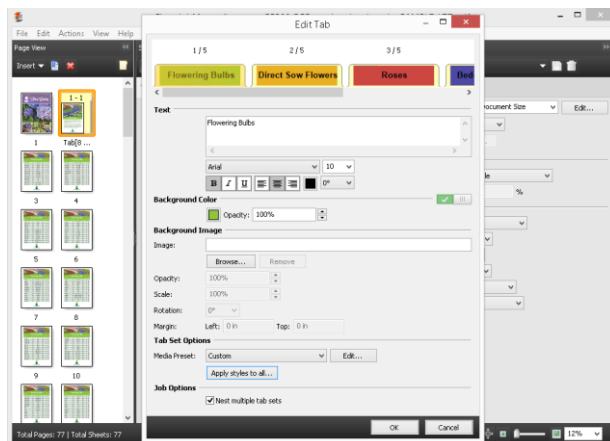 Edit Tab
File Edit Actions View Help
Page View
Insert
1 / 5 2 / 5 3 / 5
Flowering Bulbs Direct Sow Flowers Roses Bed
1 - 1
1 Tab[8 ...
3 4
5 6
7 8
9 10
Total Pages: 77 | Total Sheets: 77
Text
Flowering Bulbs
Arial 10
B I U 0°
Background Color
Opacity: 100%
Background Image
Image:
Browse... Remove
Opacity: 100%
Scale: 100%
Rotation: 0°
Margin: Left: 0 in Top: 0 in
Tab Set Options
Media Preset: Custom Edit...
Apply styles to all...
Job Options
Nest multiple tab sets
OK Cancel
ocument Size Edit...
%
12%